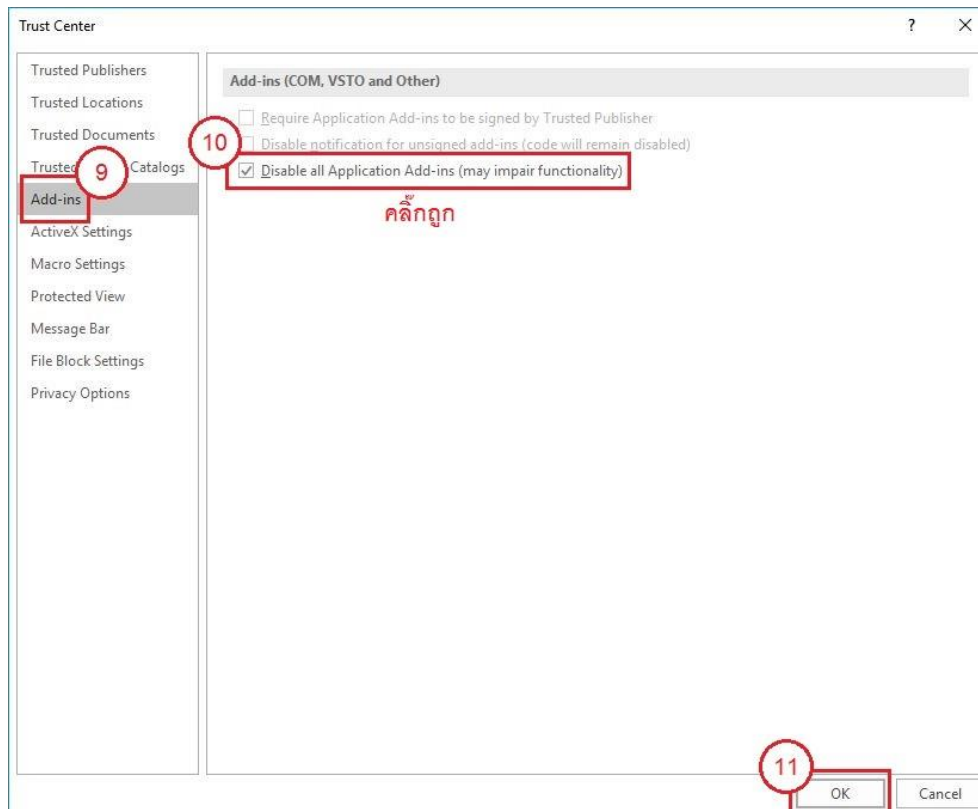 Trust Center
? X
Trusted Publishers
Trusted Locations
Trusted Documents
Trusted Catalogs
Add-ins
ActiveX Settings
Macro Settings
Protected View
Message Bar
File Block Settings
Privacy Options
9
Add-ins (COM, VSTO and Other)
Require Application Add-ins to be signed by Trusted Publisher
10
Disable notification for unsigned add-ins (code will remain disabled)
Disable all Application Add-ins (may impair functionality)
คลิ๊กถูก
11
OK
Cancel